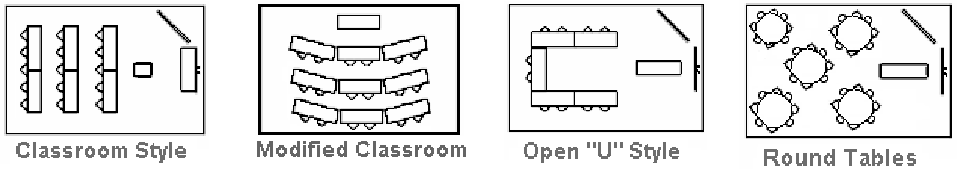 Classroom Style
Modified Classroom
Open "U" Style
Round Tables